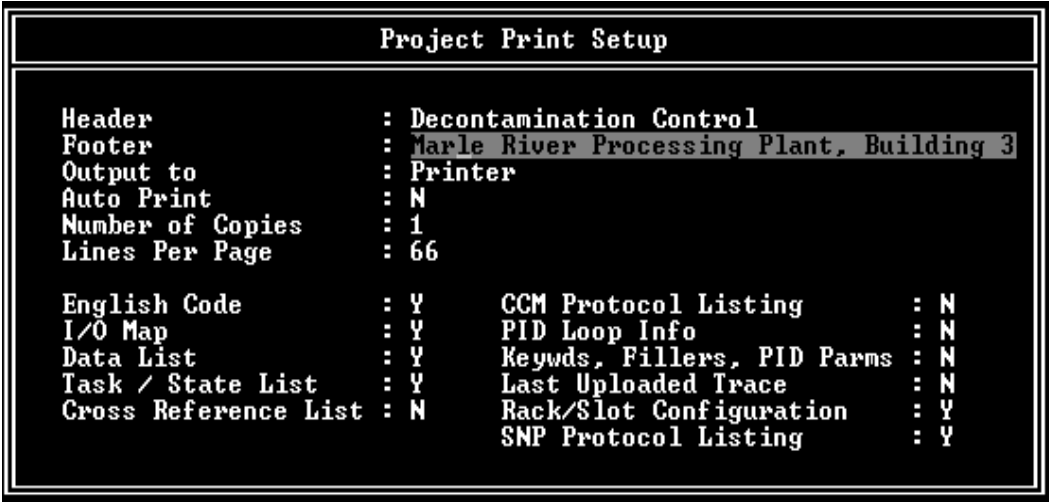 Project Print Setup
Header : Decontamination Control
Footer : Marle River Processing Plant, Building 3
Output to : Printer
Auto Print : N
Number of Copies : 1
Lines Per Page : 66
English Code : Y CCM Protocol Listing : N
I/O Map : Y PID Loop Info : N
Data List : Y Keywds, Fillers, PID Parms : N
Task / State List : Y Last Uploaded Trace : N
Cross Reference List : N Rack/Slot Configuration : Y
SNP Protocol Listing : Y